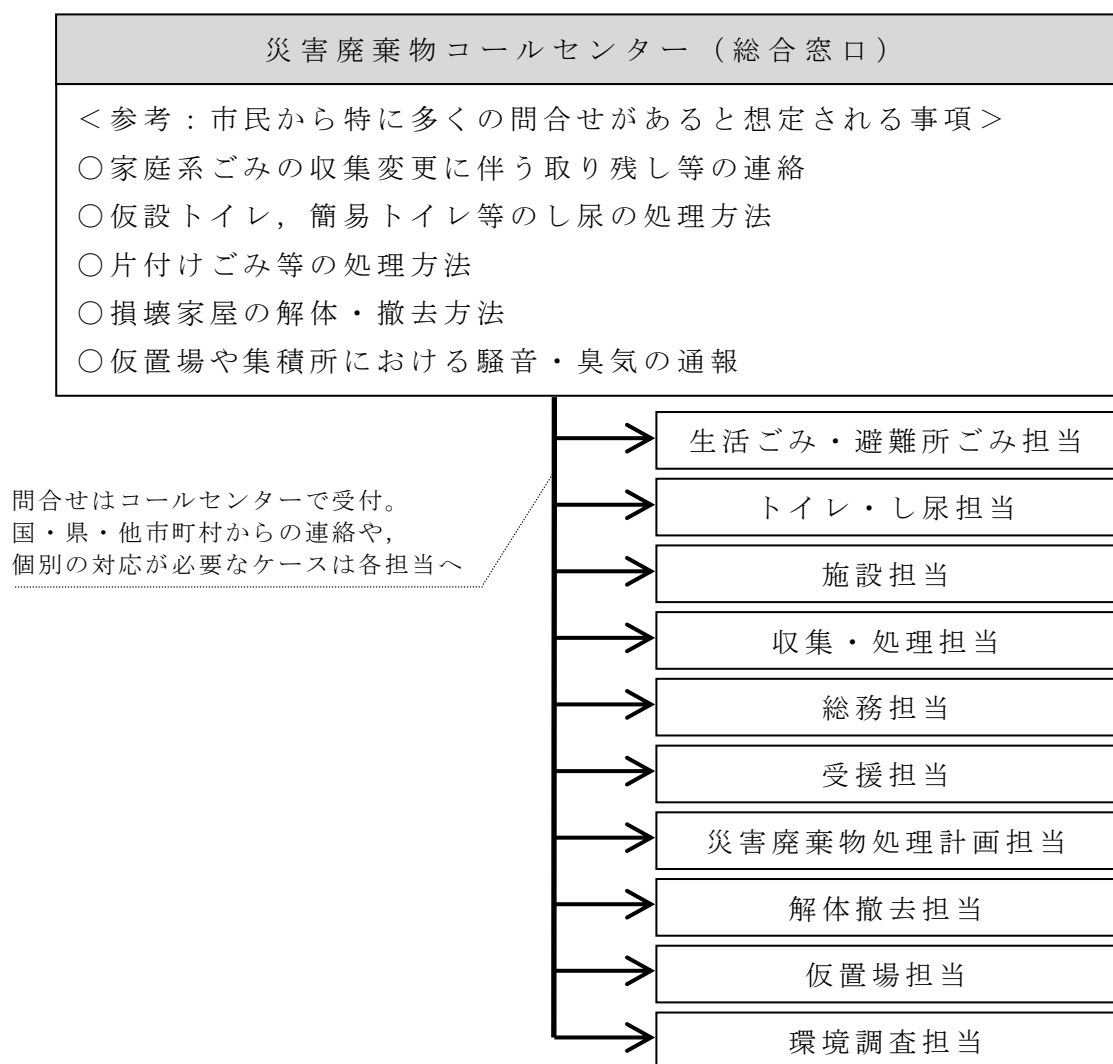 災害廃棄物コールセンター（総合窓口）
＜参考：市民から特に多くの問合せがあると想定される事項＞
○家庭系ごみの収集変更に伴う取り残し等の連絡
○仮設トイレ，簡易トイレ等のし尿の処理方法
○片付けごみ等の処理方法
○損壊家屋の解体・撤去方法
○仮置場や集積所における騒音・臭気の通報
問合せはコールセンターで受付。
国・県・他市町村からの連絡や，
個別の対応が必要なケースは各担当へ
生活ごみ・避難所ごみ担当
トイレ・し尿担当
施設担当
収集・処理担当
総務担当
受援担当
災害廃棄物処理計画担当
解体撤去担当
仮置場担当
環境調査担当